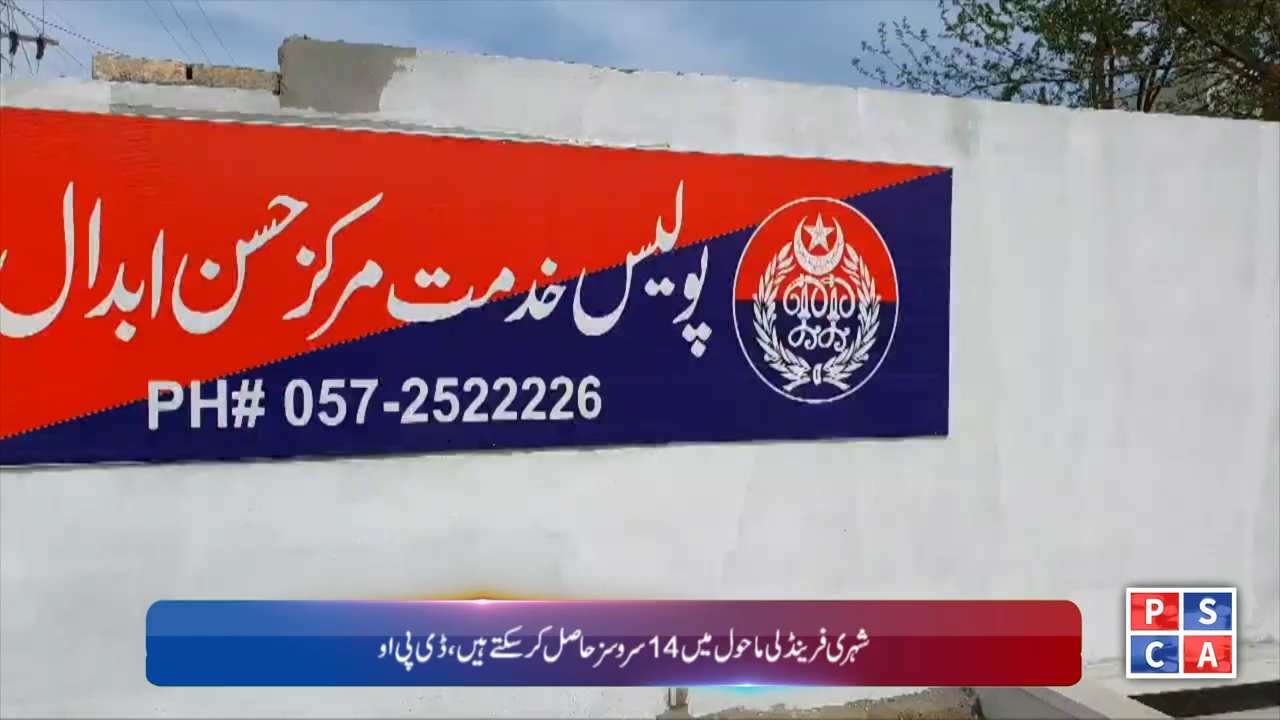 پولیس خدمت مرکز حسن ابدال
PH# 057-2522226
شہری فرینڈلی ماحول میں 14 سروسز حاصل کر سکتے ہیں، ڈی پی او
P S
C A